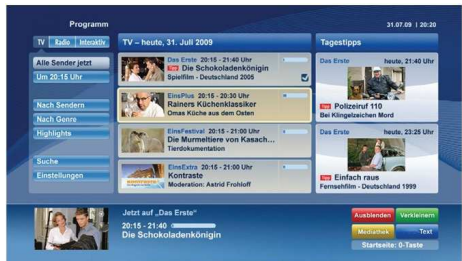 Programm
31.07.09 | 20:20
TV Radio Interaktiv
Alle Sender jetzt
Um 20:15 Uhr
Nach Sendern
Nach Genre
Highlights
Suche
Einstellungen
TV – heute, 31. Juli 2009
Das Erste 20:15 - 21:40 Uhr
Tipp Die Schokoladenkönigin
Spielfilm - Deutschland 2005
EinsPlus 20:15 - 20:30 Uhr
Rainers Küchenklassiker
Omas Küche aus dem Osten
EinsFestival 20:15 - 21:00 Uhr
Die Murmeltiere von Kasach...
Tierdokumentation
EinsExtra 20:15 - 21:00 Uhr
Kontraste
Moderation: Astrid Frohloff
Tagestipps
Das Erste heute, 21:40 Uhr
Tipp Polizeiruf 110
Bei Klingelzeichen Mord
Das Erste heute, 23:25 Uhr
Tipp Einfach raus
Fernsehfilm - Deutschland 1999
Jetzt auf „Das Erste“
20:15 - 21:40
Die Schokoladenkönigin
Ausblenden Verkleinern
Mediathek Text
Startseite: 0-Taste